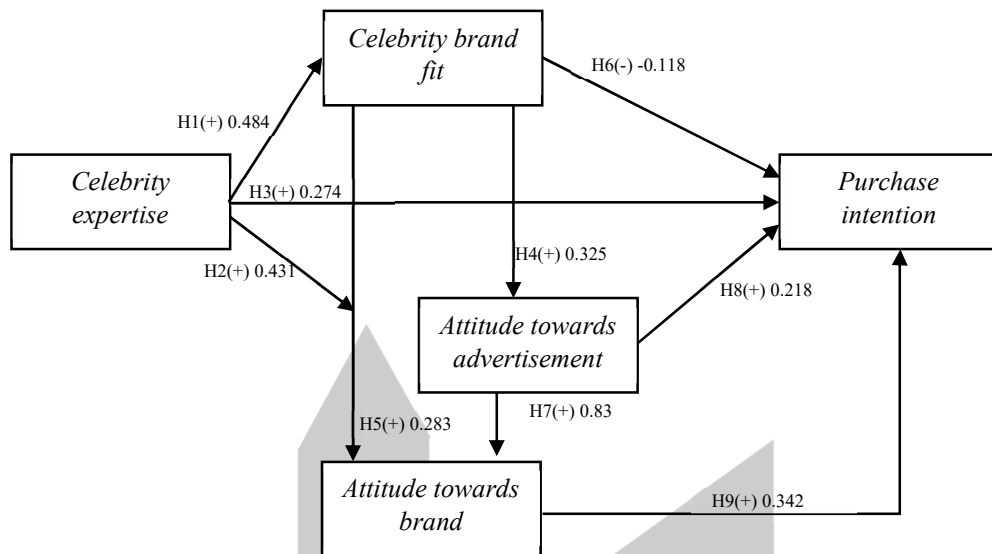 Celebrity brand
fit
H6(-) -0.118
H1(+) 0.484
Celebrity
expertise
H3(+) 0.274
Purchase
intention
H2(+) 0.431
H4(+) 0.325
H8(+) 0.218
Attitude towards
advertisement
H7(+) 0.83
H5(+) 0.283
Attitude towards
brand
H9(+) 0.342